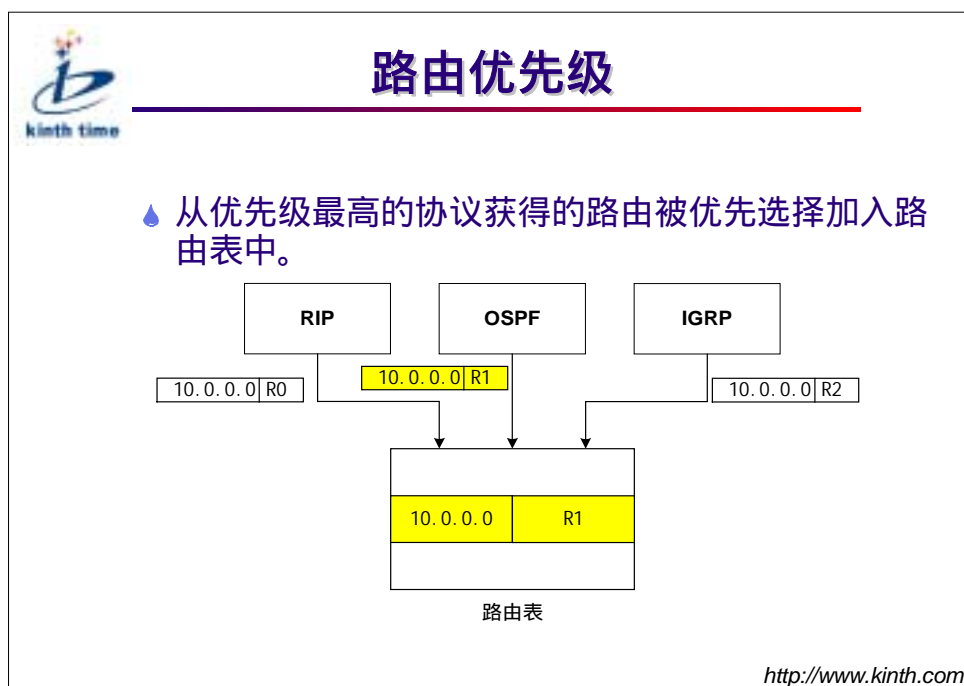 路由优先级
kinth time
从优先级最高的协议获得的路由被优先选择加入路
由表中。
RIP
OSPF
IGRP
10.0.0.0 R0
10.0.0.0 R1
10.0.0.0 R2
10.0.0.0 R1
路由表
http://www.kinth.com